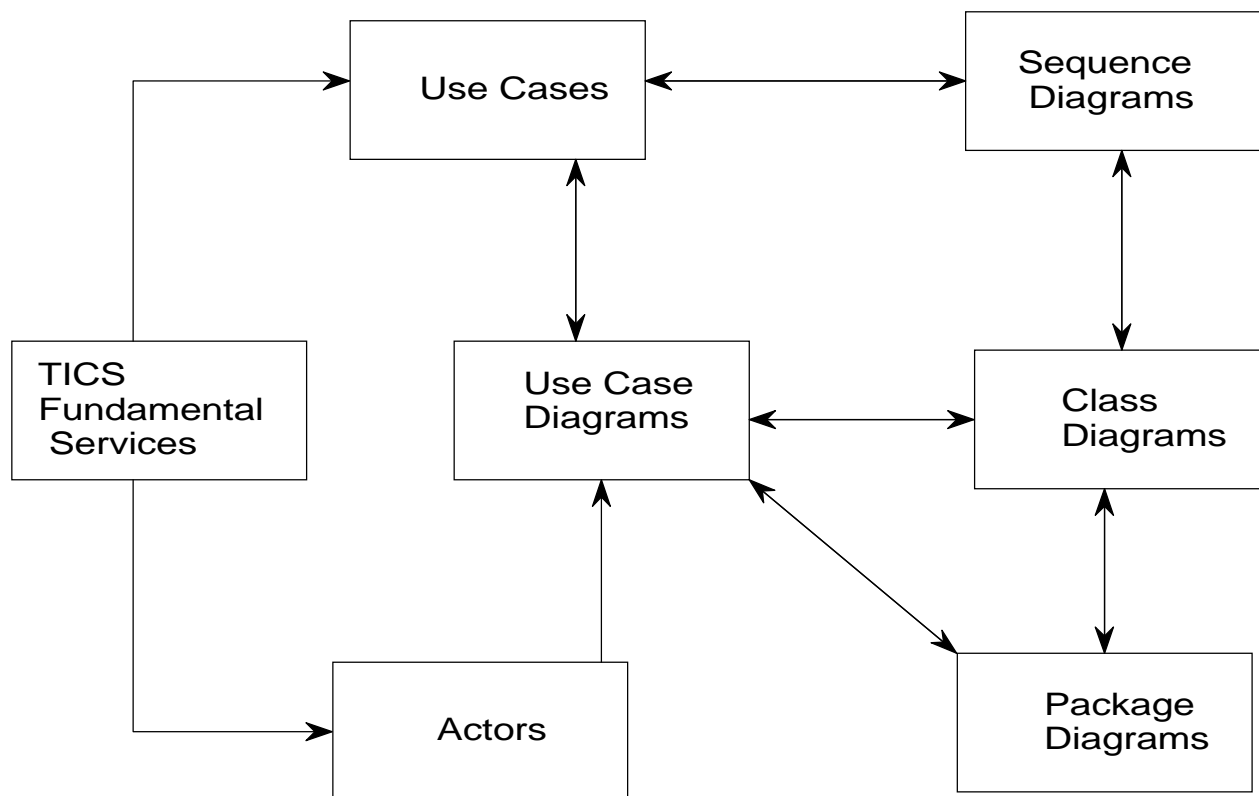 Use Cases
Sequence
Diagrams
TICS
Fundamental
Services
Use Case
Diagrams
Class
Diagrams
Actors
Package
Diagrams